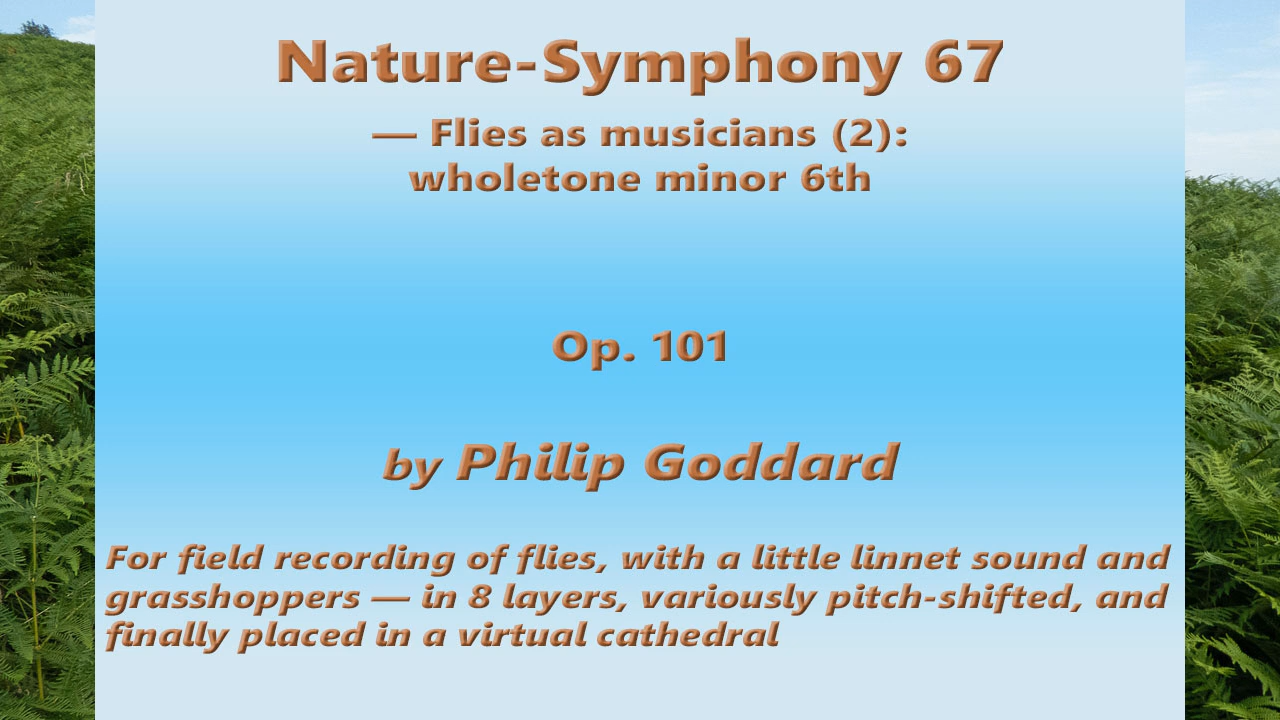 Nature-Symphony 67
— Flies as musicians (2):
wholetone minor 6th
Op. 101
by Philip Goddard
For field recording of flies, with a little linnet sound and
grasshoppers — in 8 layers, variously pitch-shifted, and
finally placed in a virtual cathedral